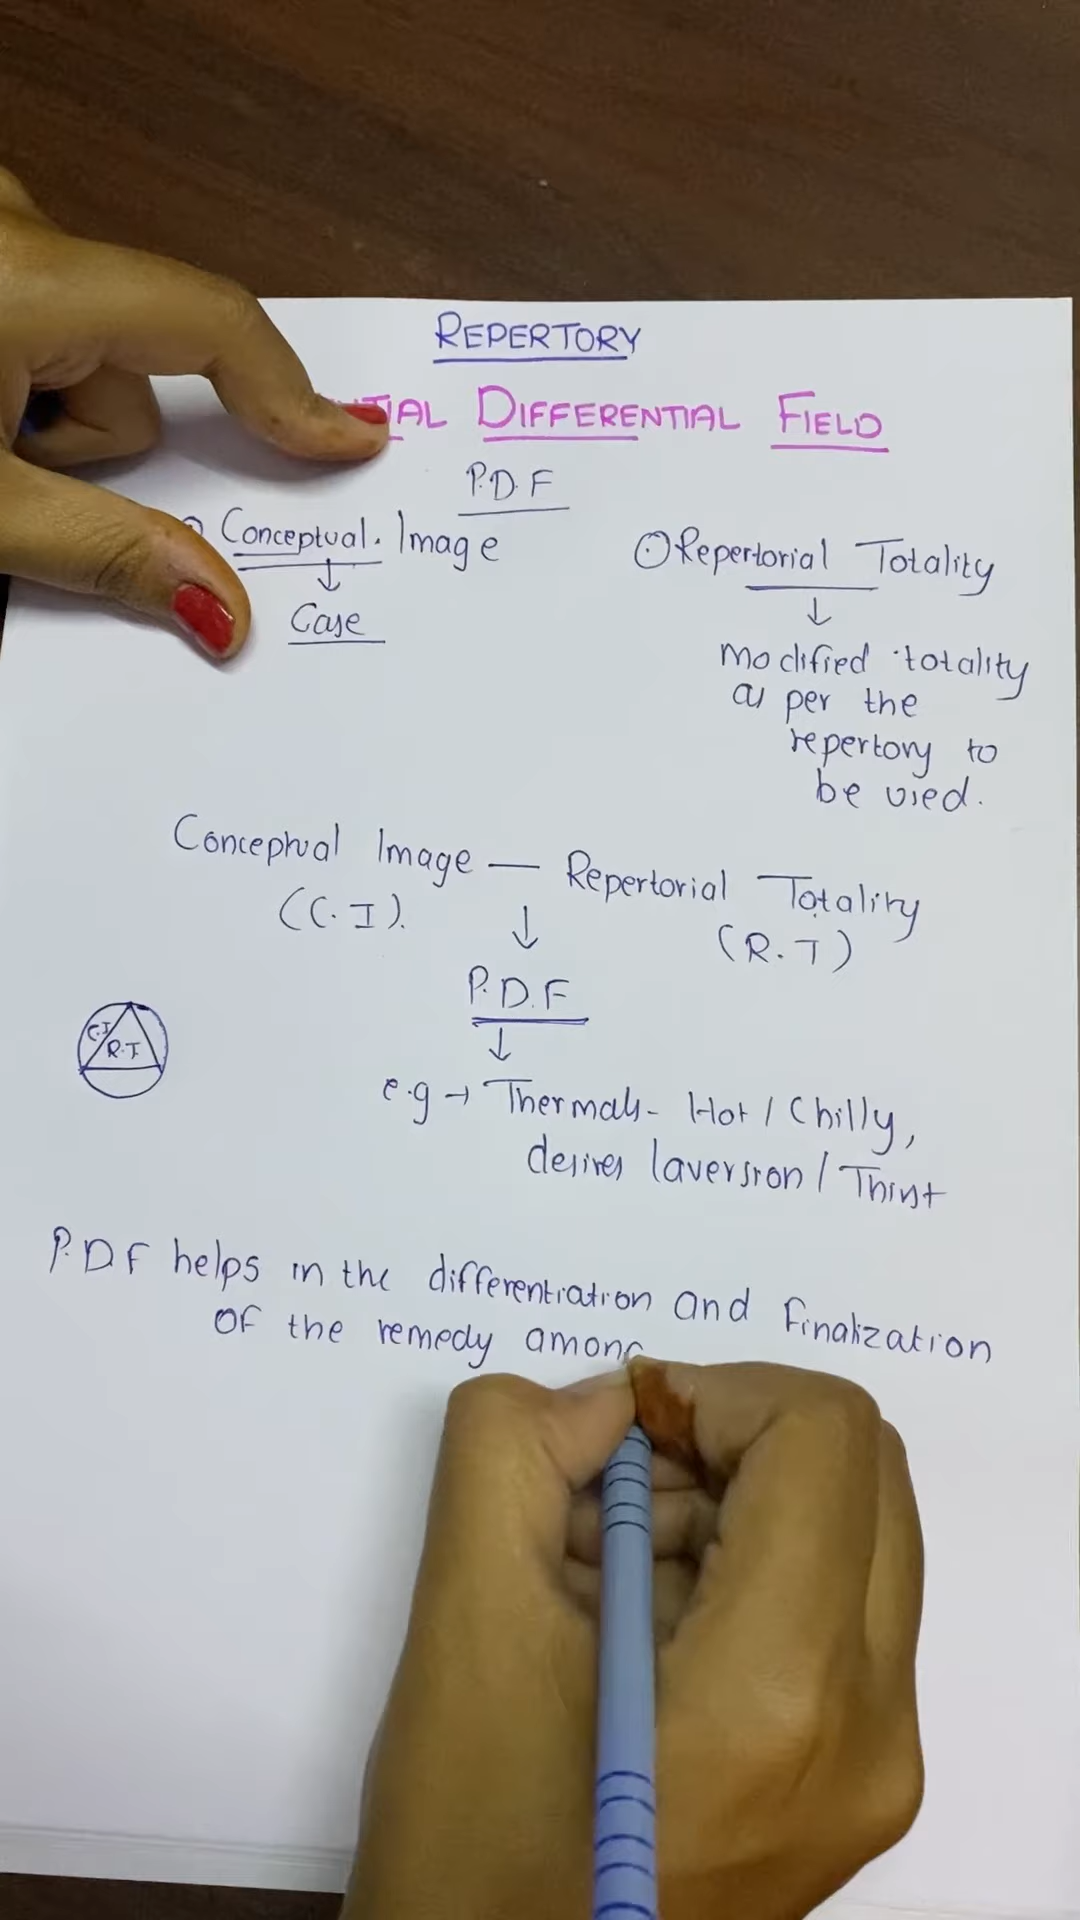 REPERTORY
TIAL DIFFERENTIAL FIELD
P.D.F
Conceptual. Image
↓
Case
⊙ Repertorial Totality
↓
modified totality
as per the
repertory to
be used.
Conceptual Image — Repertorial Totality
(C.I). ↓ (R.T)
P.D.F
↓
C.I
R.T
e.g → Thermals - Hot / Chilly,
desires / aversion / Thirst
P.D.F helps in the differentiation and finalization
of the remedy among